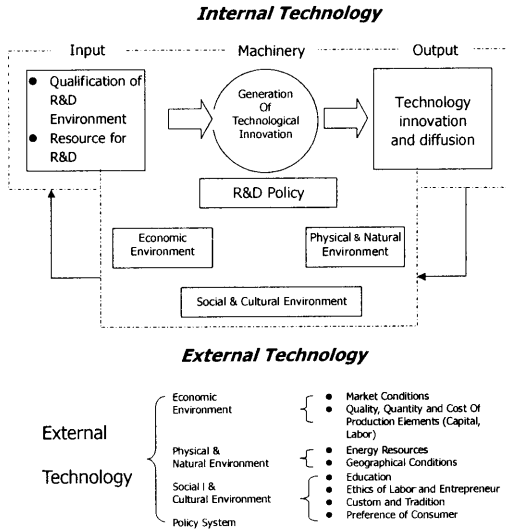 Internal Technology
Input
Machinery
Output
● Qualification of
R&D
Environment
● Resource for
R&D
Generation
Of
Technological
Innovation
Technology
innovation
and diffusion
R&D Policy
Economic
Environment
Physical & Natural
Environment
Social & Cultural Environment
External Technology
External
Technology
Economic
Environment
● Market Conditions
● Quality, Quantity and Cost Of
Production Elements (Capital,
Labor)
Physical &
Natural Environment
● Energy Resources
● Geographical Conditions
Social I &
Cultural Environment
● Education
● Ethics of Labor and Entrepreneur
● Custom and Tradition
● Preference of Consumer
Policy System